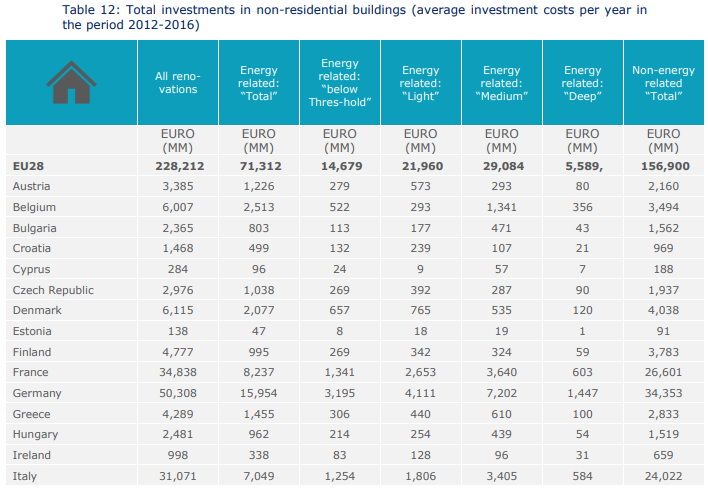 Table 12: Total investments in non-residential buildings (average investment costs per year in
the period 2012-2016)
All reno-vations | Energy related: “Total” | Energy related: “below Thres-hold” | Energy related: “Light” | Energy related: “Medium” | Energy related: “Deep” | Non-energy related “Total”
EURO (MM) | EURO (MM) | EURO (MM) | EURO (MM) | EURO (MM) | EURO (MM) | EURO (MM)
EU28 228,212 71,312 14,679 21,960 29,084 5,589, 156,900
Austria 3,385 1,226 279 573 293 80 2,160
Belgium 6,007 2,513 522 293 1,341 356 3,494
Bulgaria 2,365 803 113 177 471 43 1,562
Croatia 1,468 499 132 239 107 21 969
Cyprus 284 96 24 9 57 7 188
Czech Republic 2,976 1,038 269 392 287 90 1,937
Denmark 6,115 2,077 657 765 535 120 4,038
Estonia 138 47 8 18 19 1 91
Finland 4,777 995 269 342 324 59 3,783
France 34,838 8,237 1,341 2,653 3,640 603 26,601
Germany 50,308 15,954 3,195 4,111 7,202 1,447 34,353
Greece 4,289 1,455 306 440 610 100 2,833
Hungary 2,481 962 214 254 439 54 1,519
Ireland 998 338 83 128 96 31 659
Italy 31,071 7,049 1,254 1,806 3,405 584 24,022